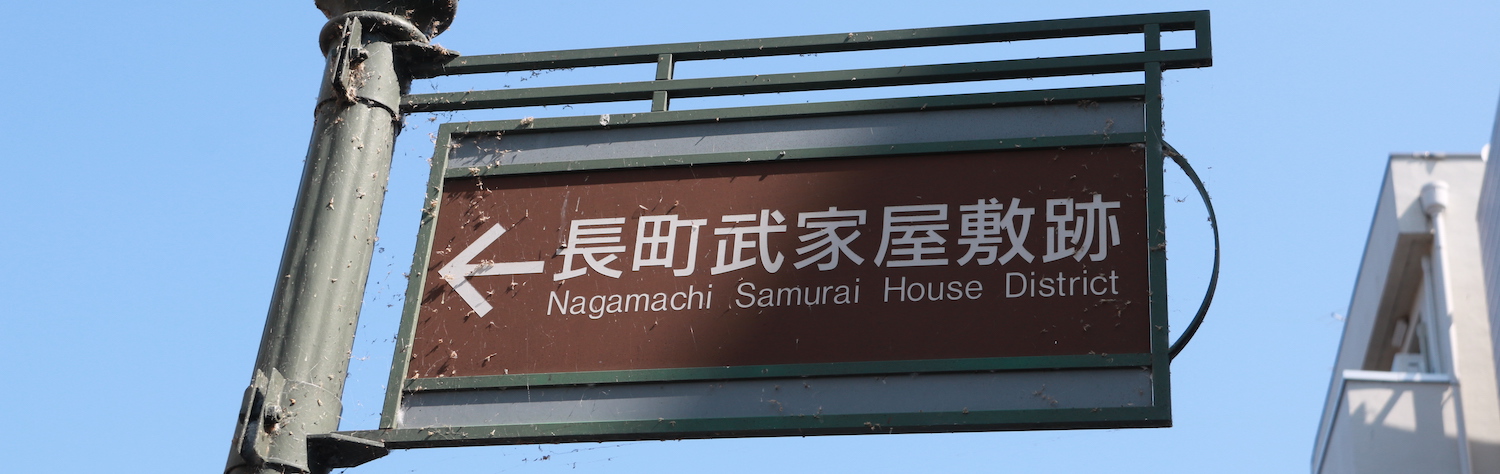 ←長町武家屋敷跡
Nagamachi Samurai House District